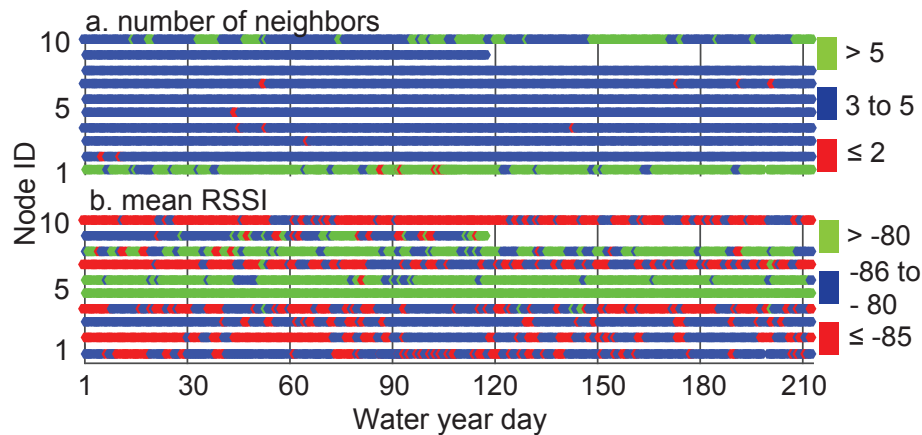 a. number of neighbors
10
5
1
> 5
3 to 5
≤ 2
Node ID
b. mean RSSI
10
5
1
> -80
-86 to
- 80
≤ -85
1 30 60 90 120 150 180 210
Water year day